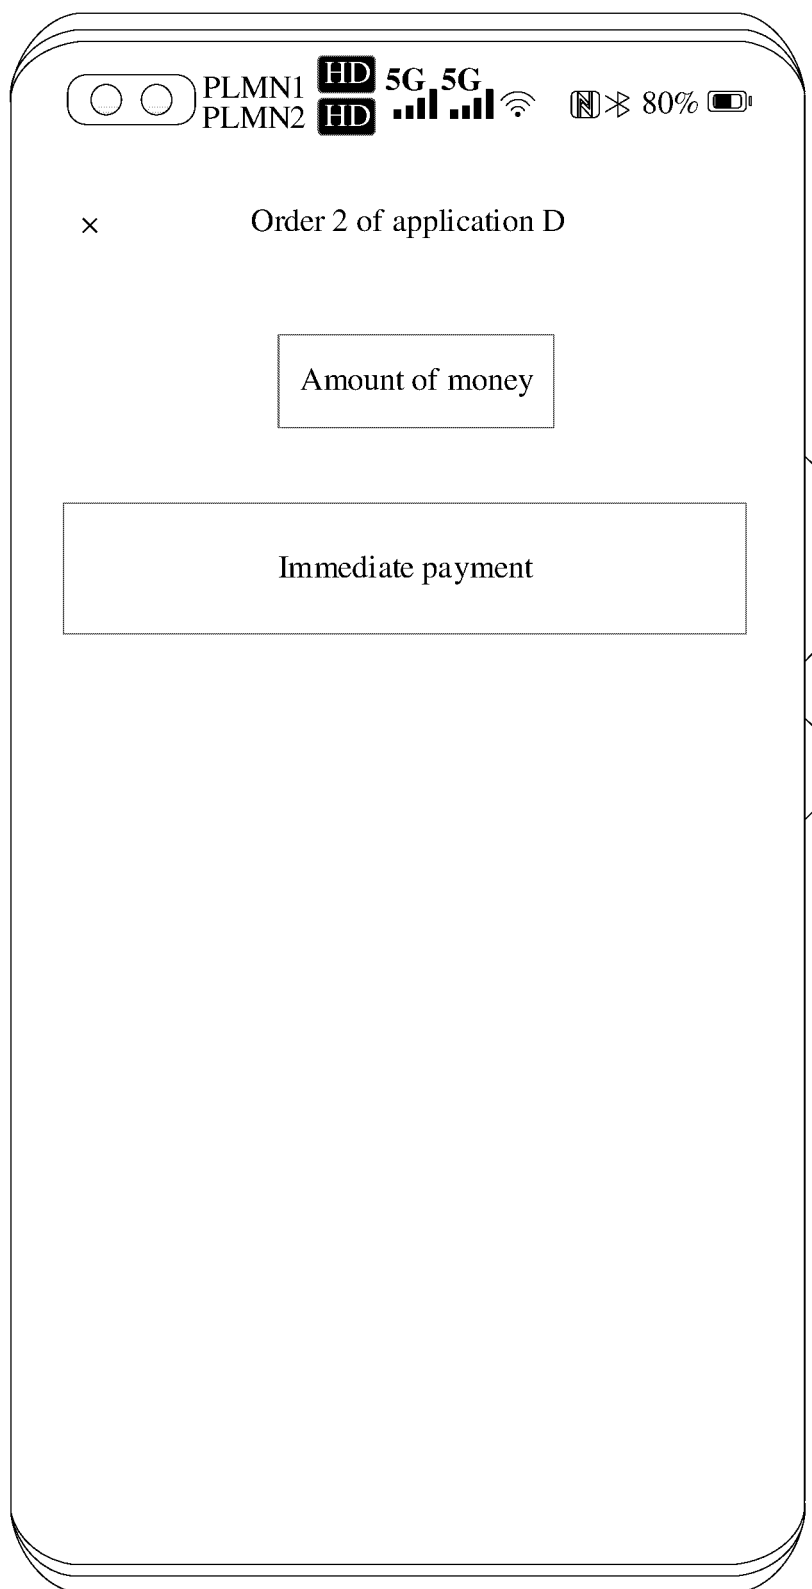 PLMN1 HD 5G 5G
PLMN2 HD 80%
× Order 2 of application D
Amount of money
Immediate payment